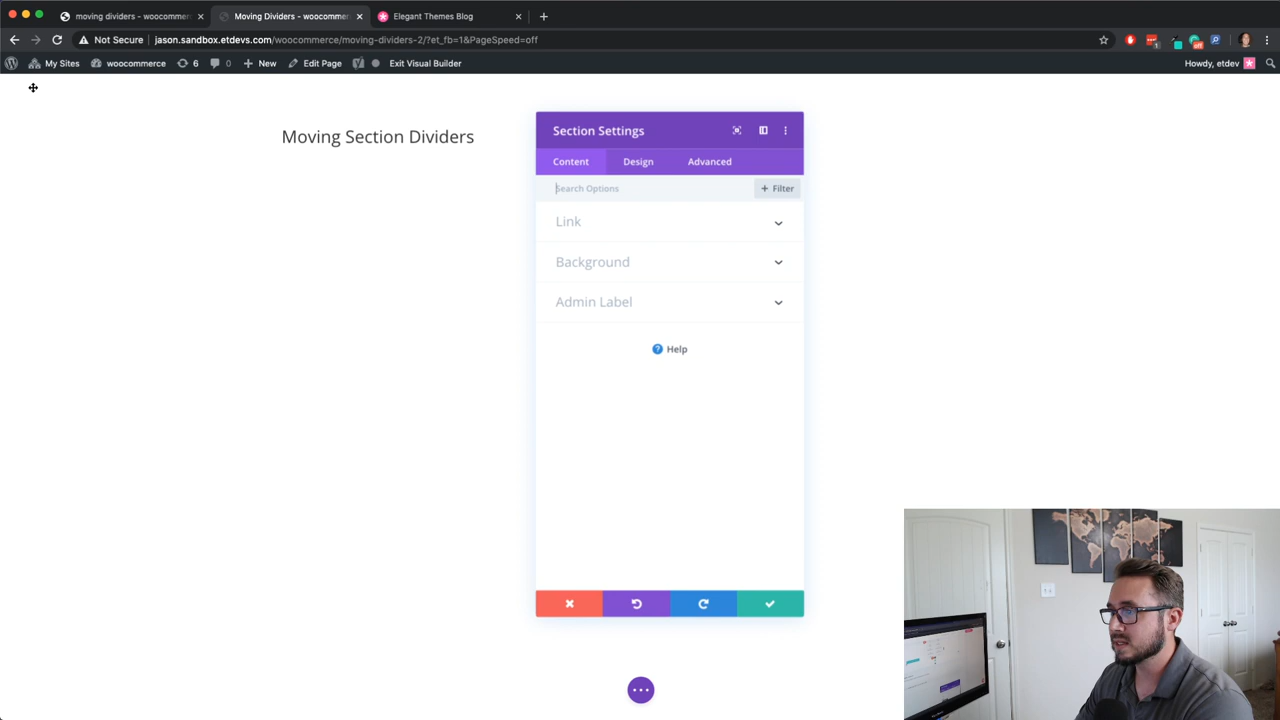 moving dividers – woocommer
Moving Dividers – woocommerc
Elegant Themes Blog
Not Secure
jason.sandbox.etdevs.com/woocommerce/moving-dividers-2/?et_fb=1&PageSpeed=off
My Sites
woocommerce
6
0
New
Edit Page
Exit Visual Builder
Howdy, etdev
Moving Section Dividers
Section Settings
Content
Design
Advanced
Search Options
+ Filter
Link
Background
Admin Label
? Help